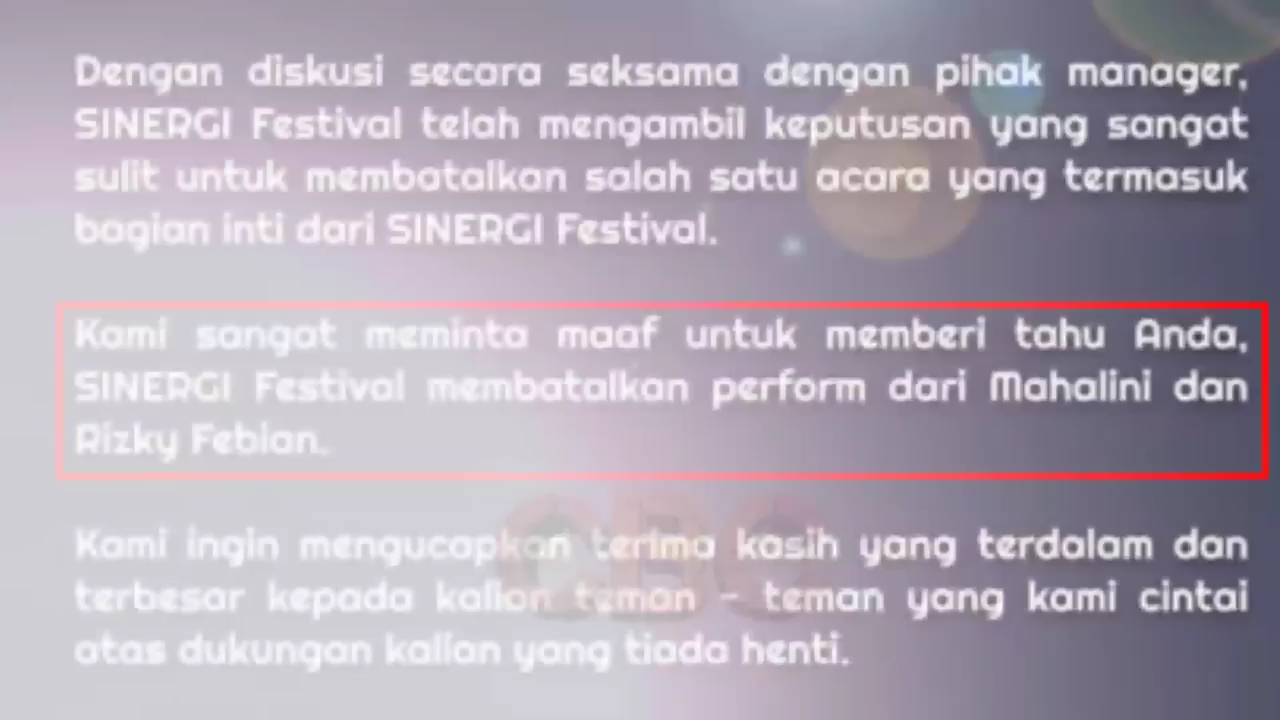 Dengan diskusi secara seksama dengan pihak manager,
SINERGI Festival telah mengambil keputusan yang sangat
sulit untuk membatalkan salah satu acara yang termasuk
bagian inti dari SINERGI Festival.
Kami sangat meminta maaf untuk memberi tahu Anda,
SINERGI Festival membatalkan perform dari Mahalini dan
Rizky Febian.
Kami ingin mengucapkan terima kasih yang terdalam dan
terbesar kepada kalian teman - teman yang kami cintai
atas dukungan kalian yang tiada henti.
CBC